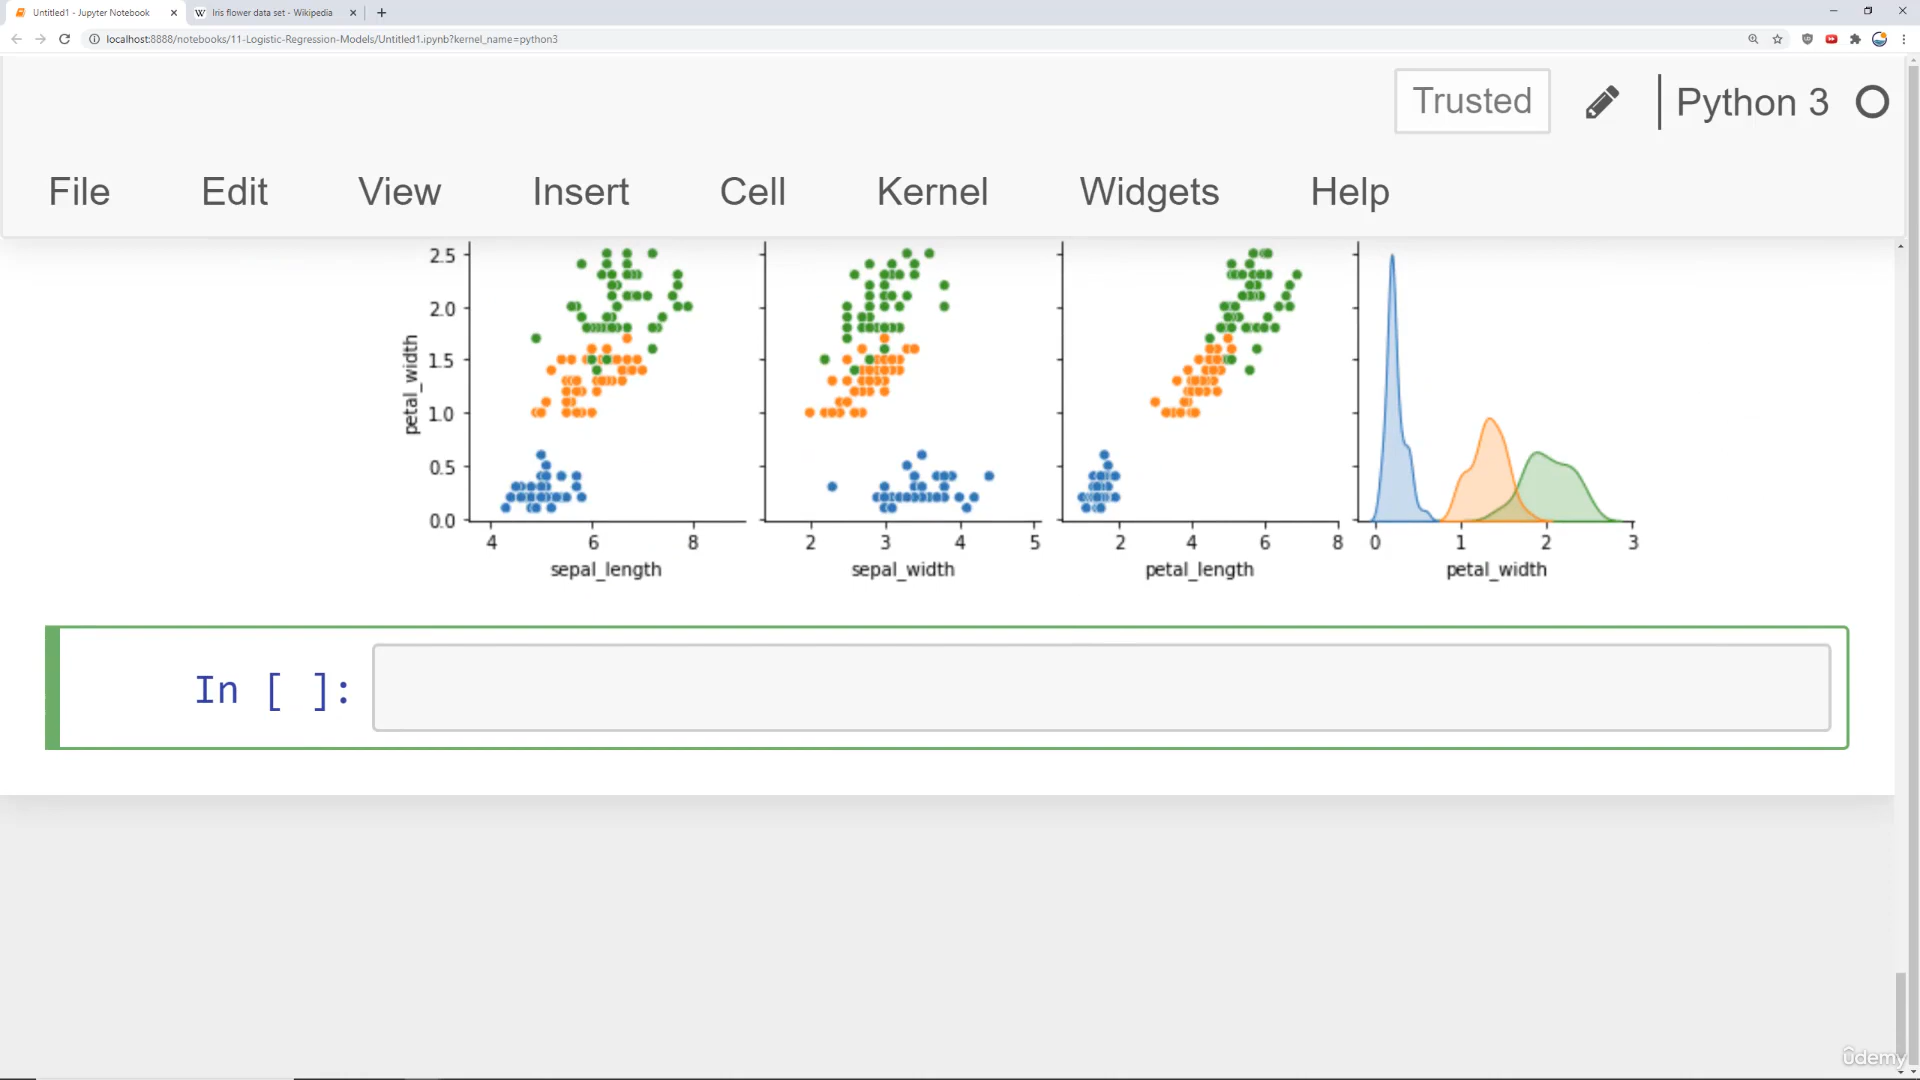 Untitled1 - Jupyter Notebook
Iris flower data set - Wikipedia
localhost:8888/notebooks/11-Logistic-Regression-Models/Untitled1.ipynb?kernel_name=python3
Trusted
Python 3
File Edit View Insert Cell Kernel Widgets Help
petal_width
2.5
2.0
1.5
1.0
0.5
0.0
4 6 8 2 3 4 5 2 4 6 8 0 1 2 3
sepal_length sepal_width petal_length petal_width
In [ ]:
ûdemy